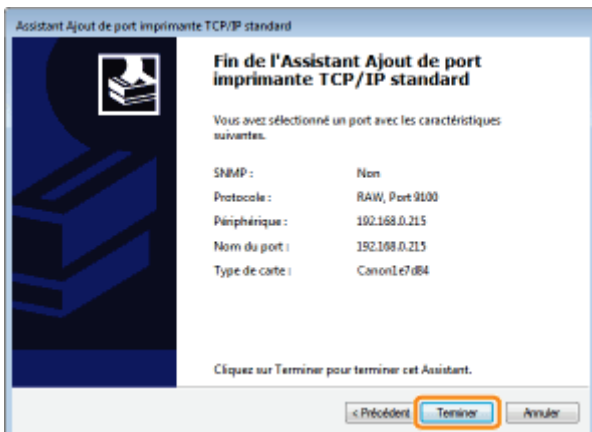 Assistant Ajout de port imprimante TCP/IP standard
Fin de l'Assistant Ajout de port
imprimante TCP/IP standard
Vous avez sélectionné un port avec les caractéristiques
suivantes.
SNMP : Non
Protocole : RAW, Port 9100
Périphérique : 192.168.0.215
Nom du port : 192.168.0.215
Type de carte : Canon1e7d84
Cliquez sur Terminer pour terminer cet Assistant.
< Précédent Terminer Annuler